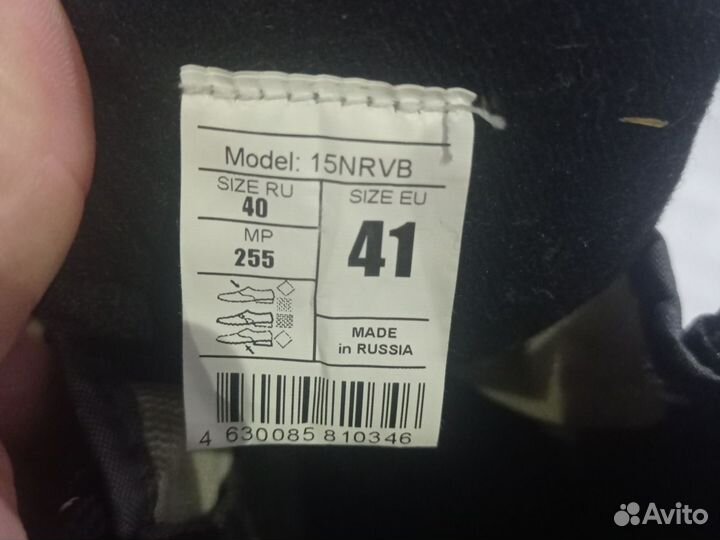 Model: 15NRVB
SIZE RU
40
SIZE EU
41
MP
255
MADE
in RUSSIA
4 630085 810346
Avito